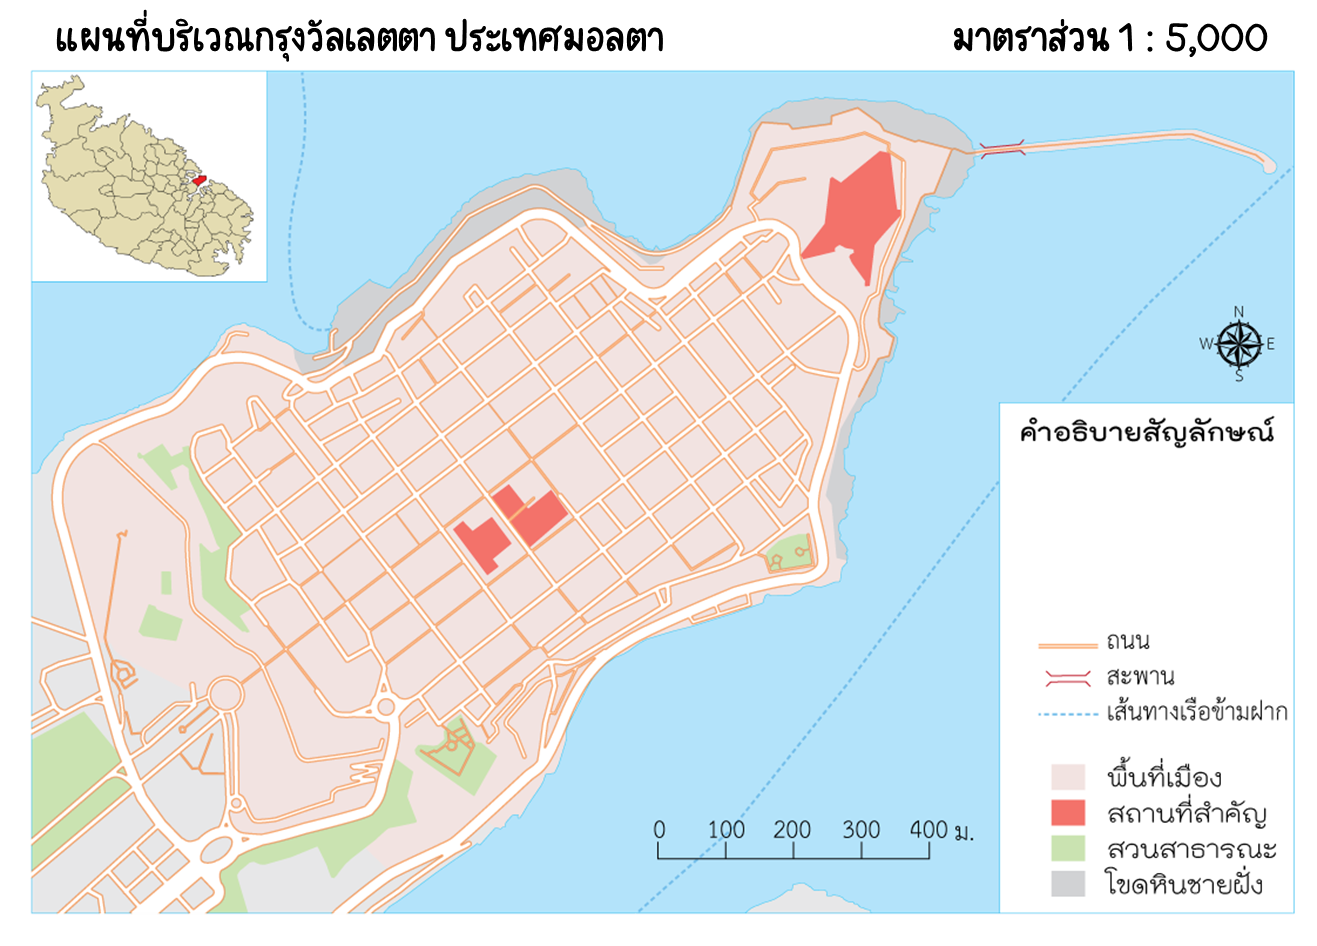 แผนที่บริเวณกรุงวัลเลตตา ประเทศมอลตา
มาตราส่วน 1 : 5,000
N
W E
S
คำอธิบายสัญลักษณ์
ถนน
สะพาน
เส้นทางเรือข้ามฝาก
พื้นที่เมือง
สถานที่สำคัญ
สวนสาธารณะ
โขดหินชายฝั่ง
0 100 200 300 400 ม.